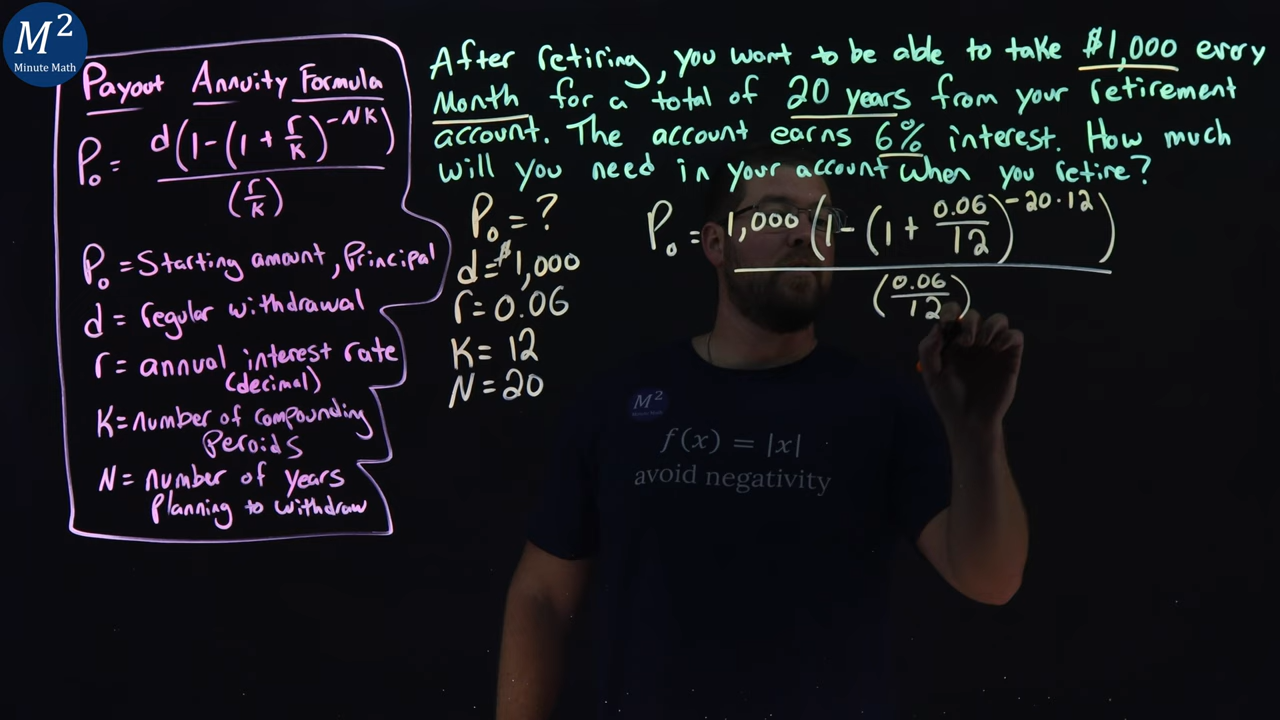 M²
Minute Math
Payout Annuity Formula
P₀ = d(1-(1+r/k)^-NK) / (r/k)
P₀ = Starting amount, Principal
d = regular withdrawal
r = annual interest rate
(decimal)
K = number of compounding
Peroids
N = number of years
Planning to withdraw
After retiring, you want to be able to take $1,000 every
Month for a total of 20 years from your retirement
account. The account earns 6% interest. How much
will you need in your account when you retire?
P₀ = ?
d = $1,000
r = 0.06
K = 12
N = 20
P₀ = 1,000(1-(1+0.06/12)^-20·12) / (0.06/12)
M²
Minute Math
f(x) = |x|
avoid negativity